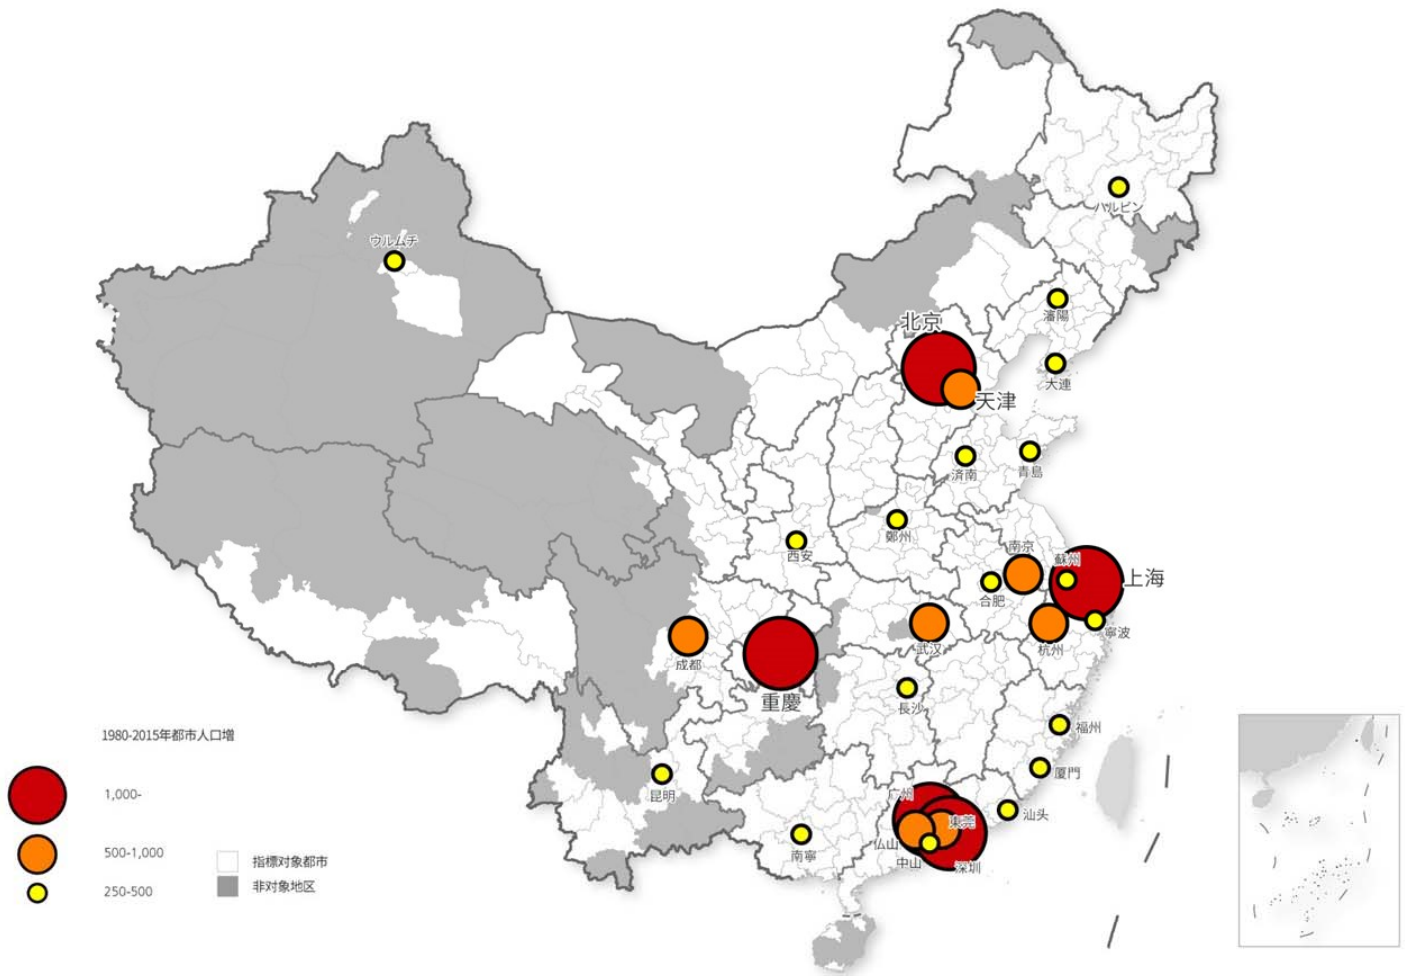 ハルビン
ウルムチ
瀋陽
北京
大連
天津
済南
青島
鄭州
西安
南京
蘇州
上海
合肥
寧波
武汉
杭州
成都
重慶
長沙
福州
1980-2015年都市人口増
厦門
1,000-
昆明
广州
汕头
東莞
仏山
500-1,000
南寧
中山
指標対象都市
深圳
250-500
非対象地区